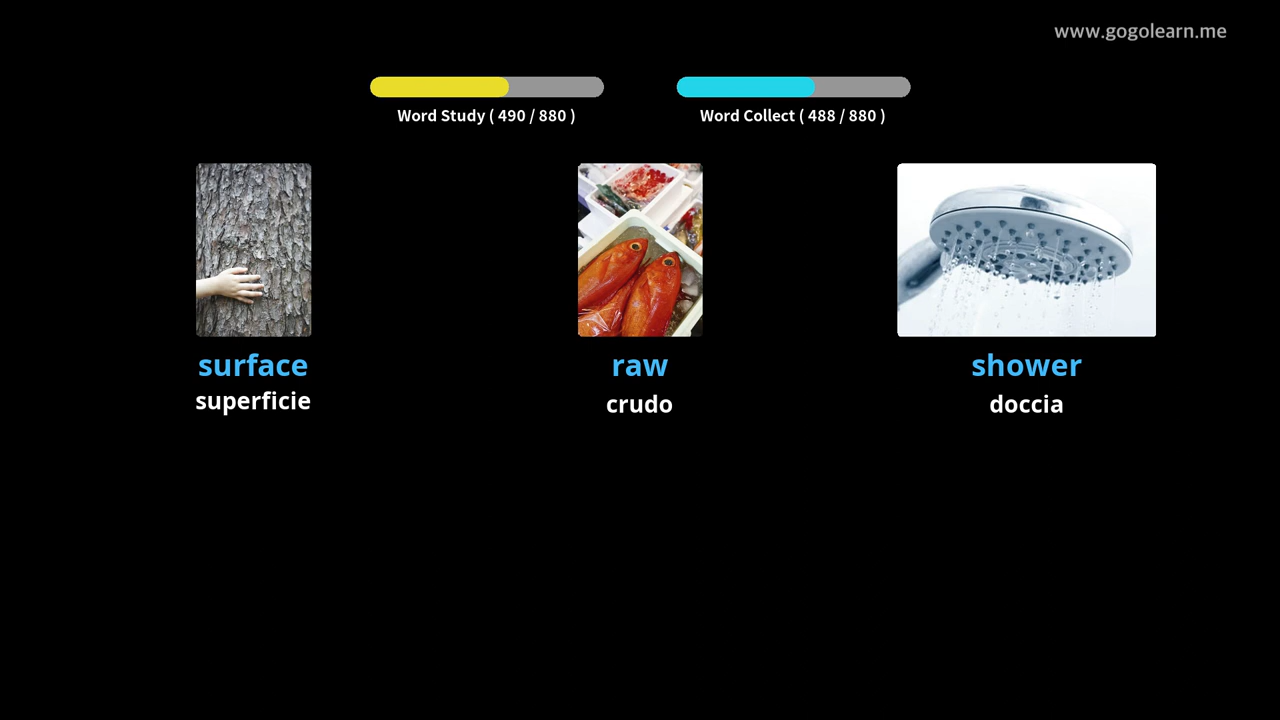 www.gogolearn.me
Word Study ( 490 / 880 )
Word Collect ( 488 / 880 )
surface
superficie
raw
crudo
shower
doccia